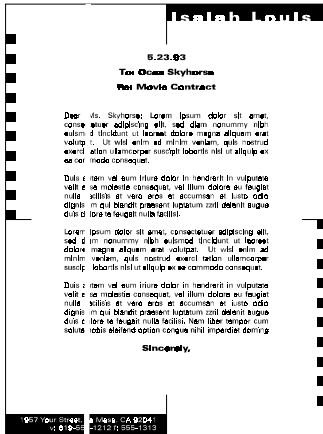 Isaiah Louis
5.23.93
To: Dean Skyhorse
Re: Movie Contract
Dear Ms. Skyhorse; Lorem ipsum dolor sit amet,
consectetuer adipiscing elit, sed diam nonummy nibh
euismod tincidunt ut laoreet dolore magna aliquam erat
volutpat. Ut wisi enim ad minim veniam, quis nostrud
exerci tation ullamcorper suscipit lobortis nisl ut aliquip ex
ea commodo consequat.
Duis autem vel eum iriure dolor in hendrerit in vulputate
velit esse molestie consequat, vel illum dolore eu feugiat
nulla facilisis at vero eros et accumsan et iusto odio
dignissim qui blandit praesent luptatum zzril delenit augue
duis dolore te feugait nulla facilisi.
Lorem ipsum dolor sit amet, consectetuer adipiscing elit,
sed diam nonummy nibh euismod tincidunt ut laoreet
dolore magna aliquam erat volutpat. Ut wisi enim ad
minim veniam, quis nostrud exerci tation ullamcorper
suscipit lobortis nisl ut aliquip ex ea commodo consequat.
Duis autem vel eum iriure dolor in hendrerit in vulputate
velit esse molestie consequat, vel illum dolore eu feugiat
nulla facilisis at vero eros et accumsan et iusto odio
dignissim qui blandit praesent luptatum zzril delenit augue
duis dolore te feugait nulla facilisi. Nam liber tempor cum
soluta nobis eleifend option congue nihil imperdiet doming
Sincerely,
1957 Your Street, Mesa, CA 92041
v: 619-555-1212 f: 555-1313